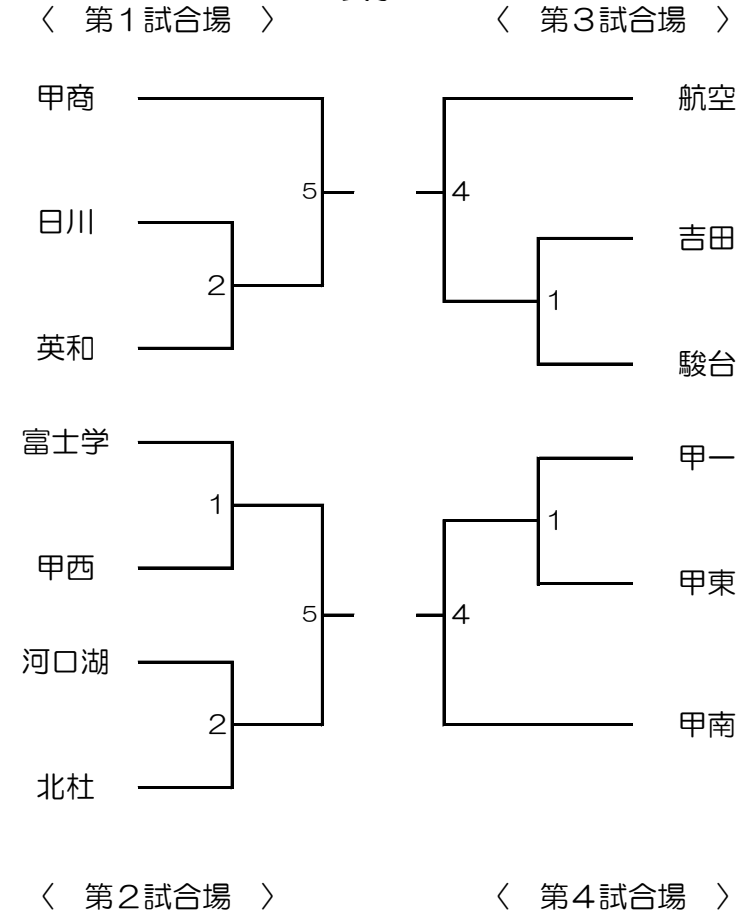 〈　第１試合場　〉
〈　第３試合場　〉
甲商
航空
5
4
日川
吉田
2
1
英和
駿台
富士学
甲一
1
1
甲西
甲東
5
4
河口湖
2
甲南
北杜
〈　第２試合場　〉
〈　第４試合場　〉